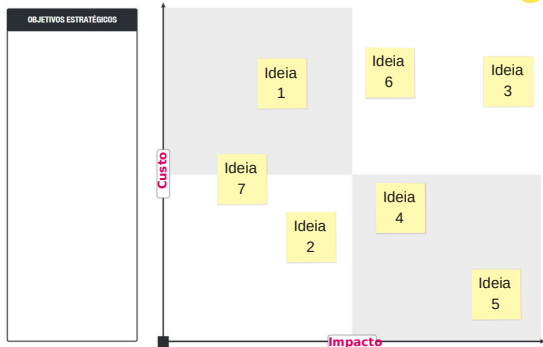 OBJETIVOS ESTRATÉGICOS
Ideia
1
Ideia
6
Ideia
3
Custo
Ideia
7
Ideia
4
Ideia
2
Ideia
5
Impacto